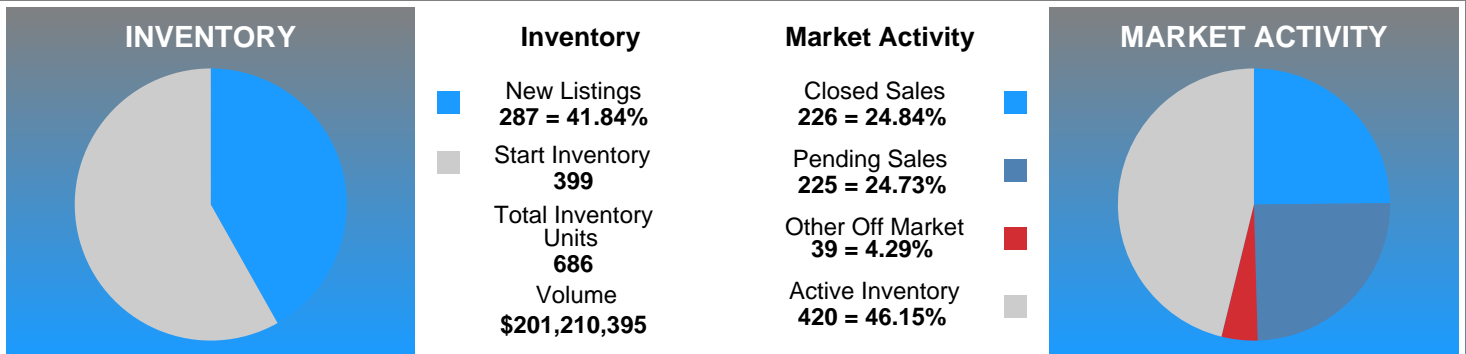 INVENTORY
Inventory
New Listings
287 = 41.84%
Start Inventory
399
Total Inventory
Units
686
Volume
$201,210,395
Market Activity
Closed Sales
226 = 24.84%
Pending Sales
225 = 24.73%
Other Off Market
39 = 4.29%
Active Inventory
420 = 46.15%
MARKET ACTIVITY